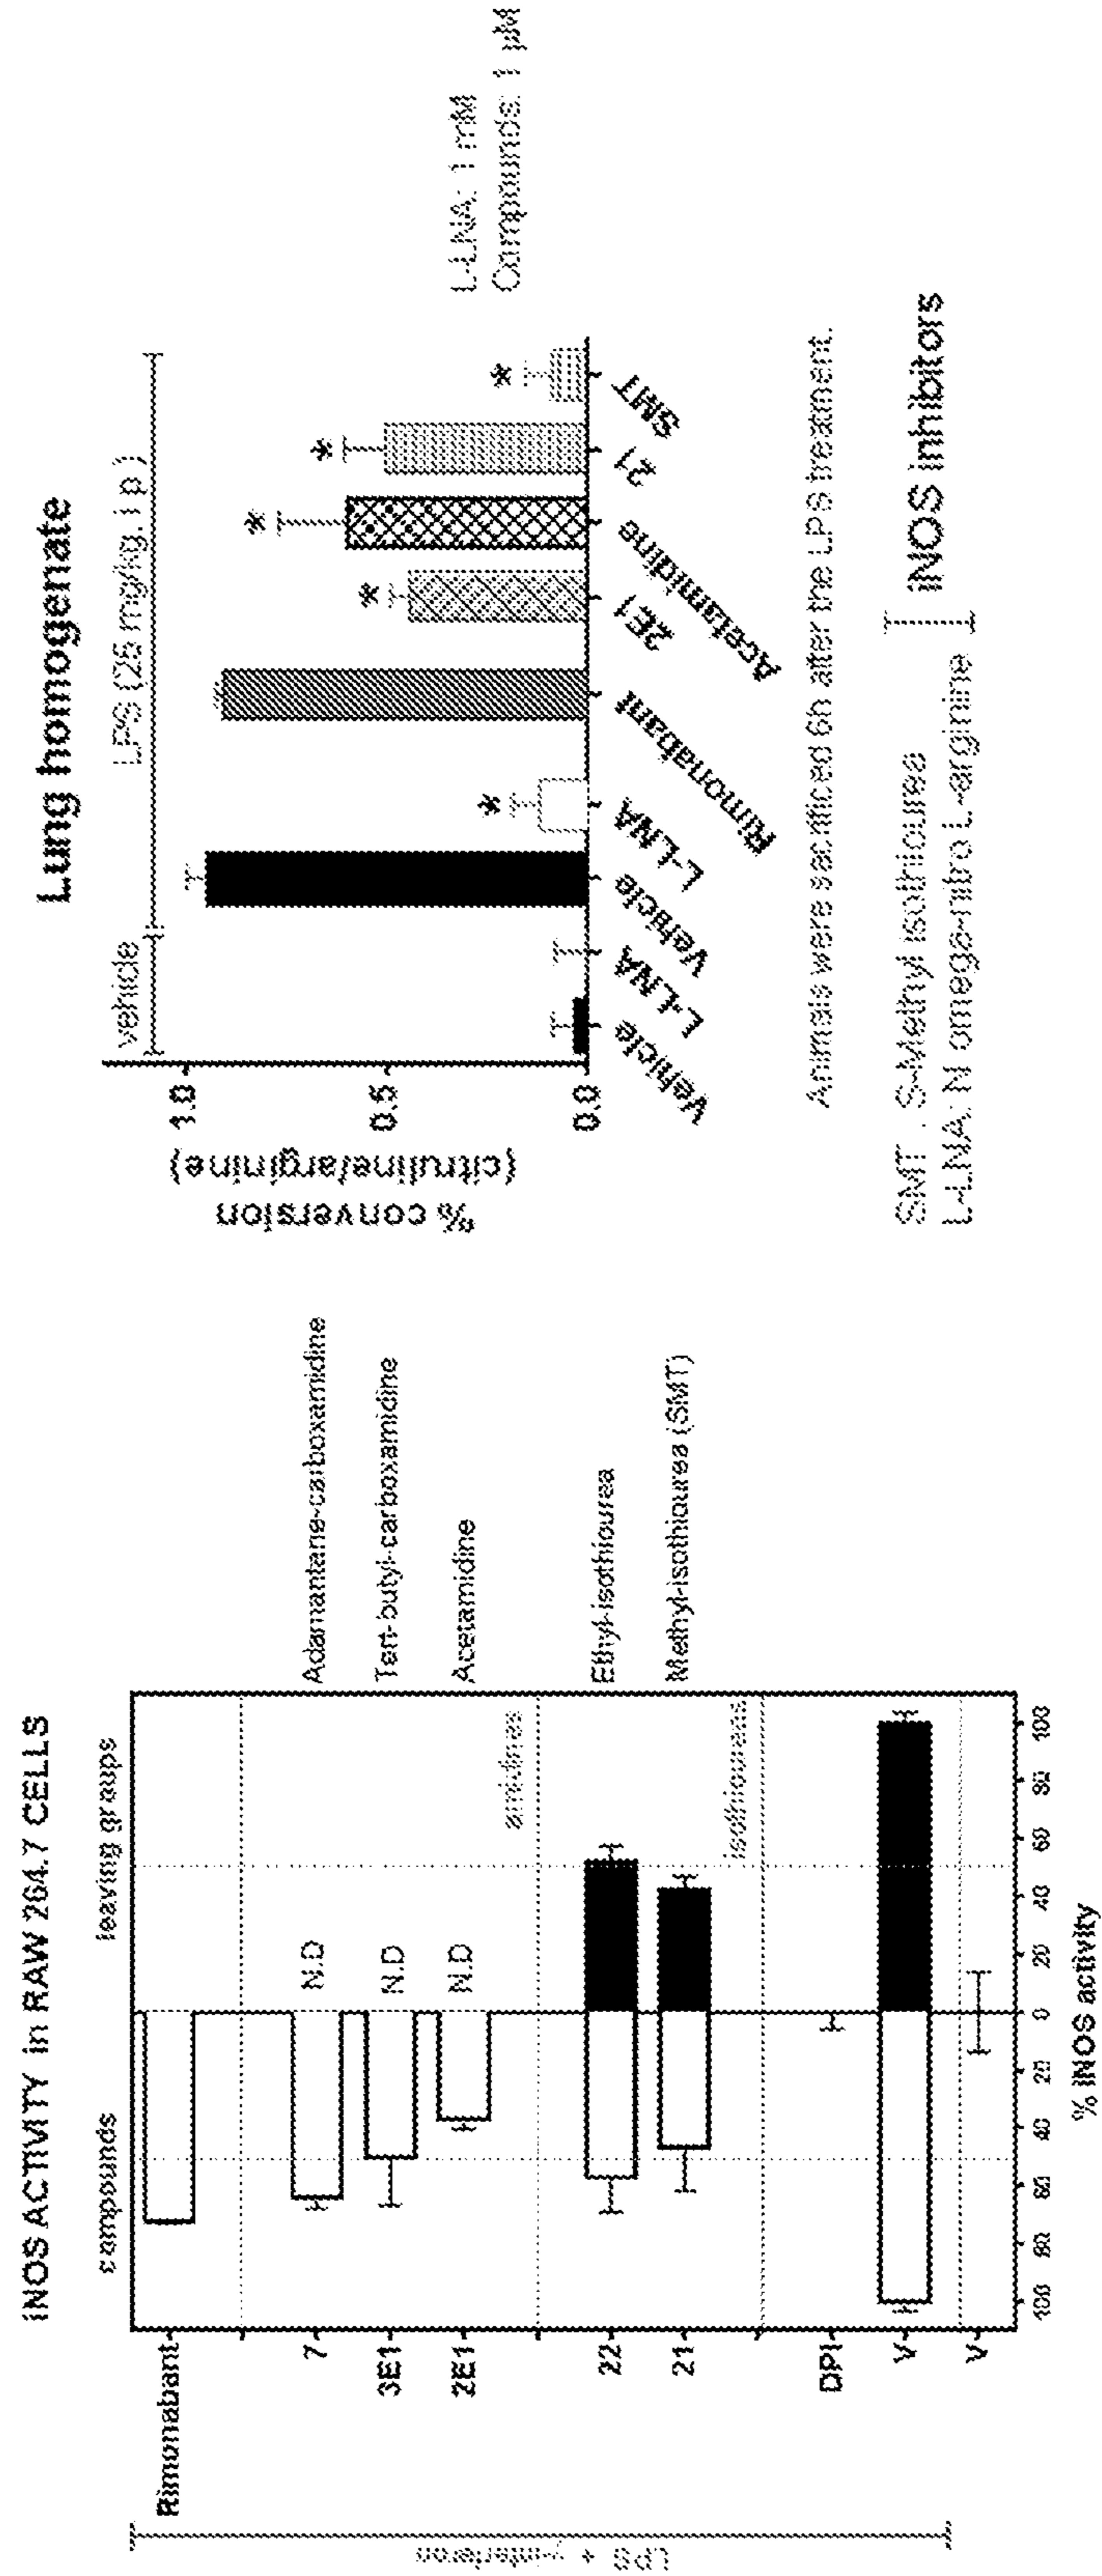 iNOS ACTIVITY in RAW 264.7 CELLS
compounds
leaving groups
LPS + γ-interferon
Rimonabant
7
N.D
Adamantane-carboxamidine
3E1
N.D
Tert-butyl-carboxamidine
2E1
N.D
Acetamidine
amidines
22
Ethyl-isothiourea
21
Methyl-isothiourea (SMT)
isothioureas
DPI
V
V
100 80 60 40 20 0 20 40 60 80 100
% iNOS activity
Lung homogenate
vehicle
LPS (25 mg/kg, i p )
% conversion
(citruline/arginine)
1.0
0.5
0.0
* * * * *
Vehicle
L-LNA
Vehicle
L-LNA
Rimonabant
2E1
Acetamidine
21
SMT
L-LNA: 1 mM
Compounds: 1 µM
Animals were sacrificed 6h after the LPS treatment.
SMT : S-Methyl isothiourea
L-LNA: N omega-nitro L-arginine
iNOS inhibitors